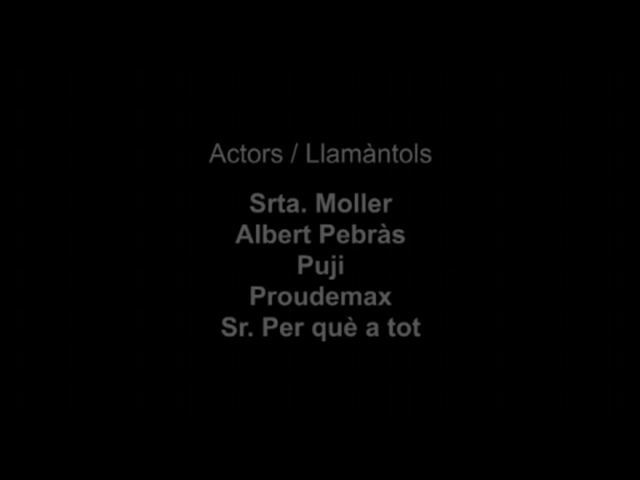 Actors / Llamàntols
Srta. Moller
Albert Pebràs
Puji
Proudemax
Sr. Per què a tot